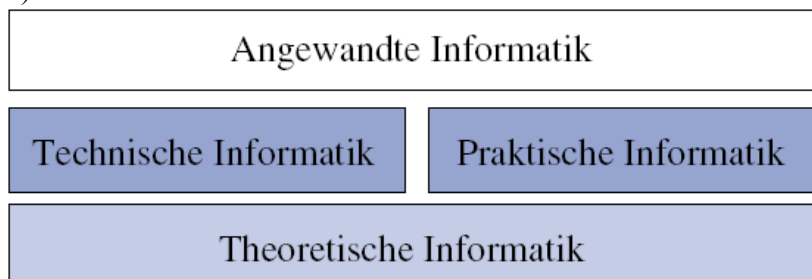 Angewandte Informatik
Technische Informatik
Praktische Informatik
Theoretische Informatik